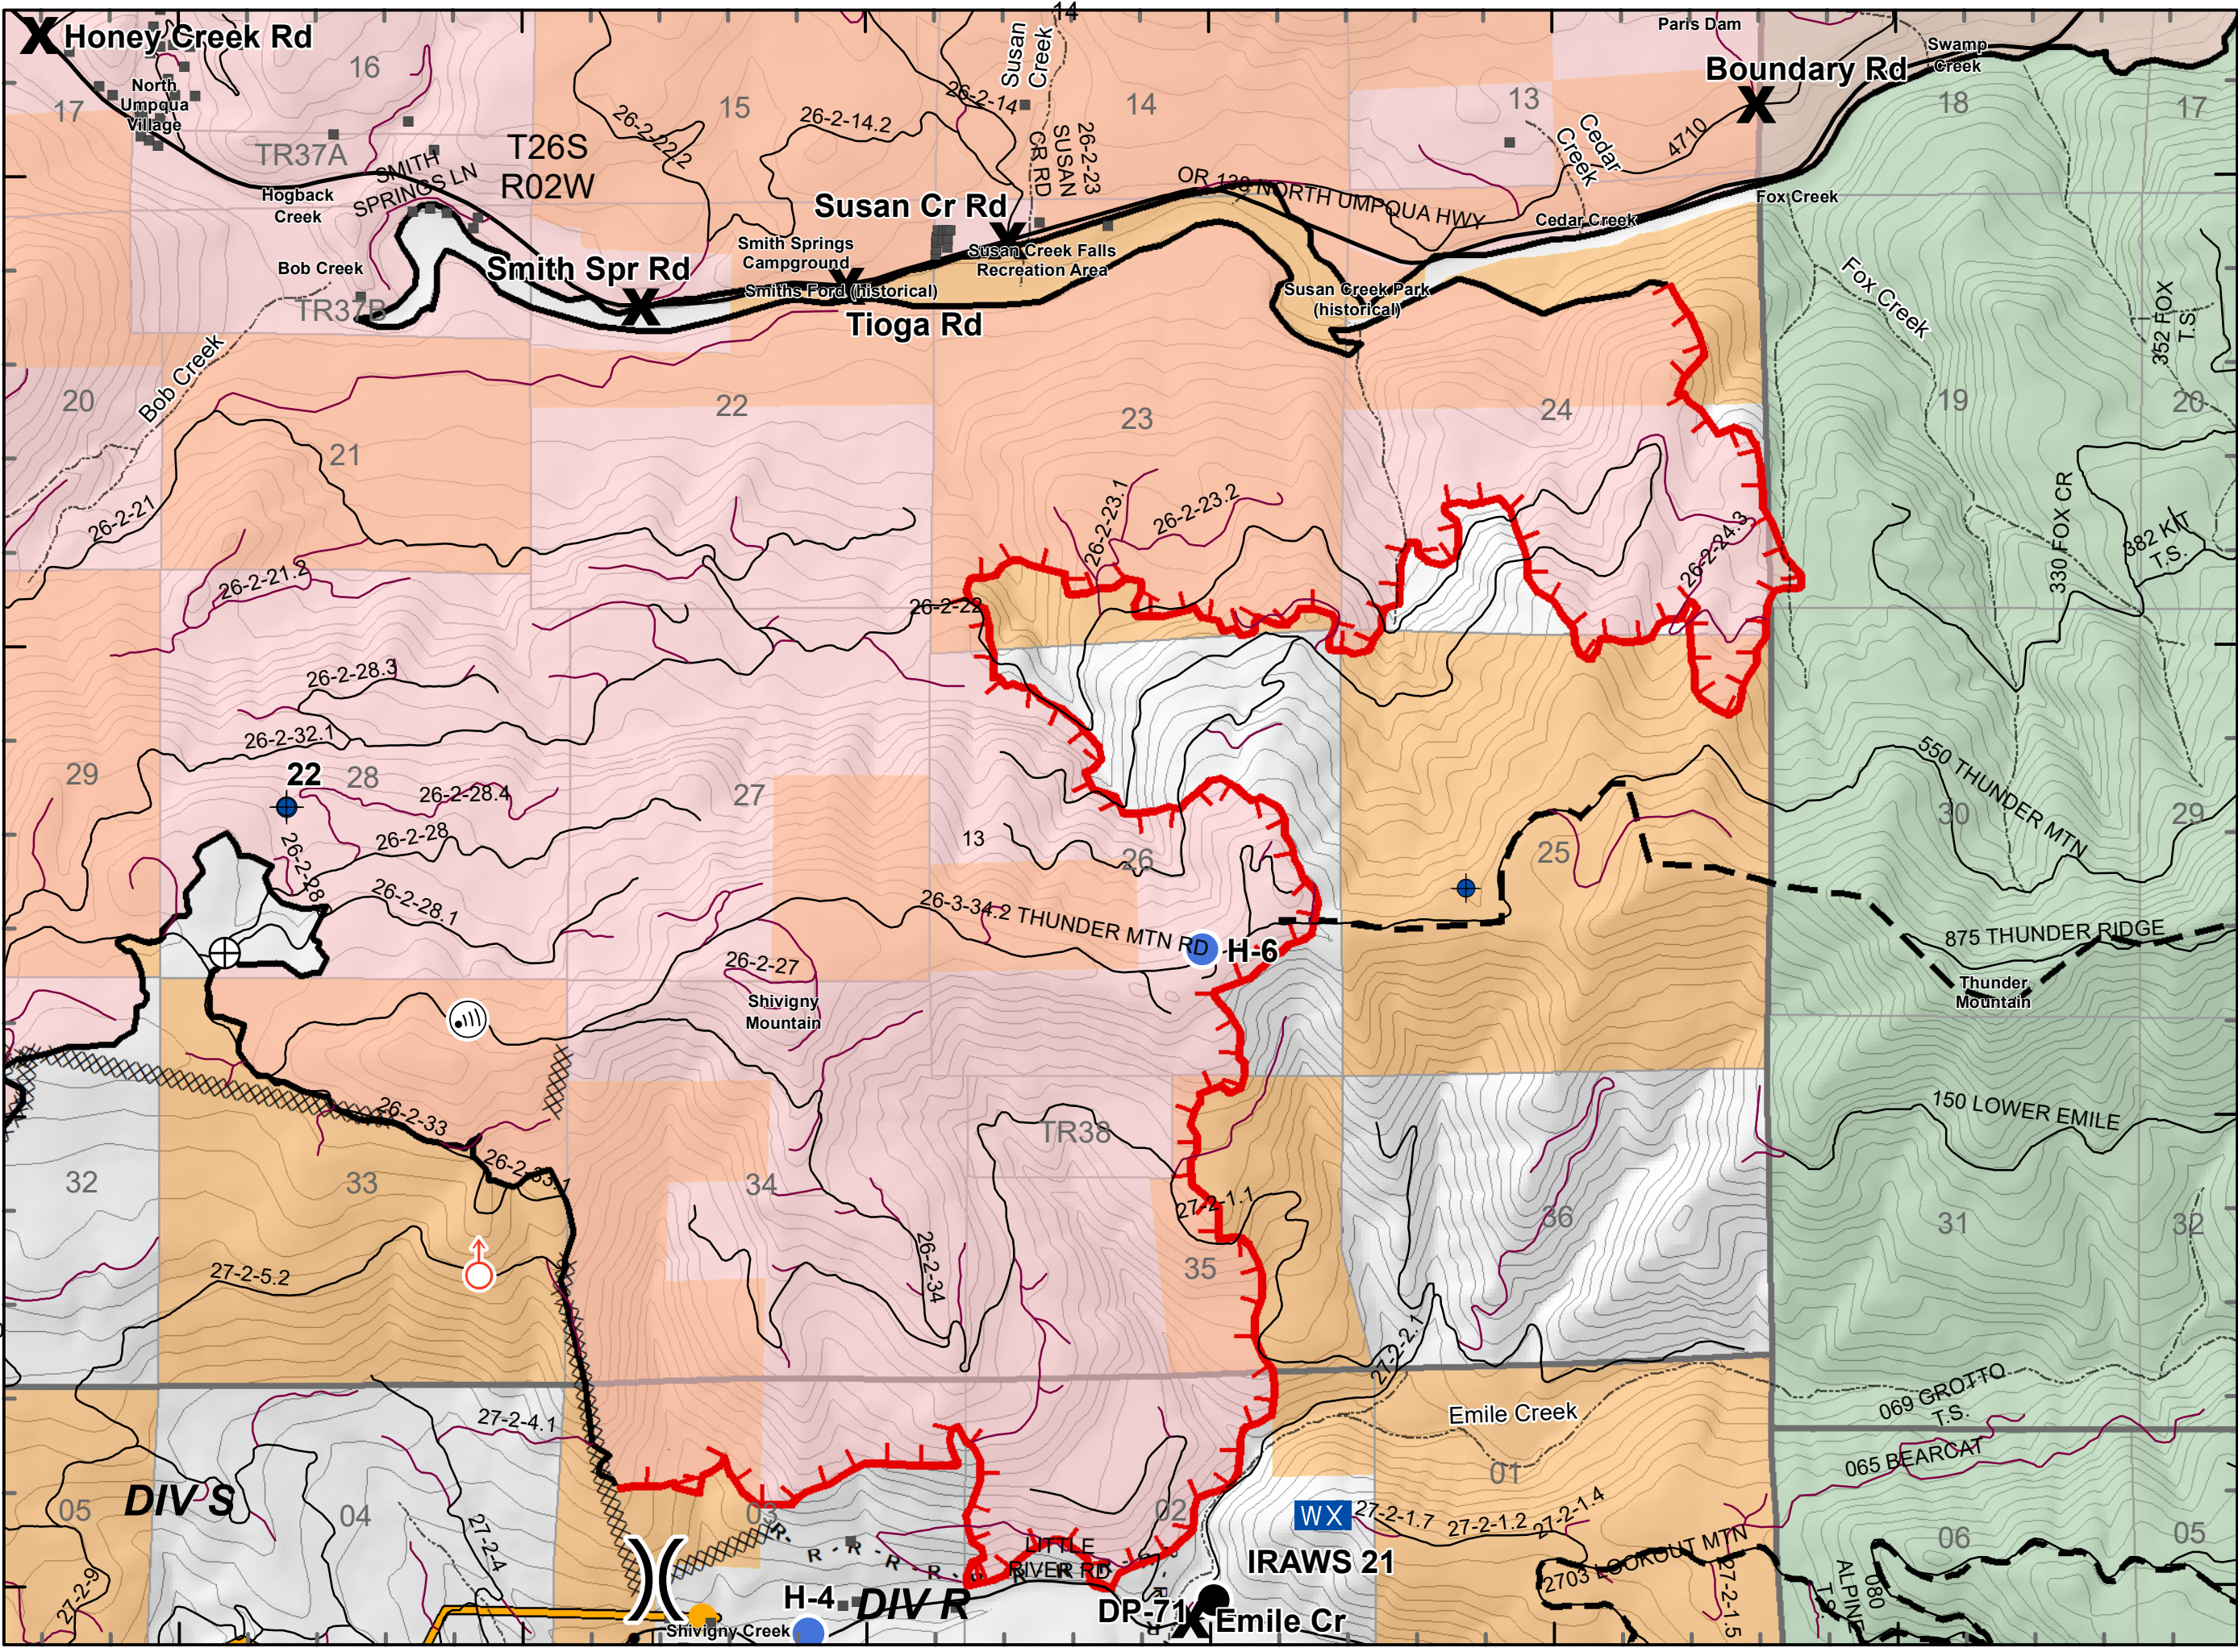 14
Honey Creek Rd
16
North
Umpqua
Village
17
TR37A
SMITH
SPRINGS LN
Hogback
Creek
T26S
R02W
15
26-2-22.2
26-2-14.2
26-2-14
Susan
Creek
26-2-23
SUSAN
CR RD
14
13
Paris Dam
Boundary Rd
Swamp
Creek
18
17
Cedar
Creek
4710
OR 138 NORTH UMPQUA HWY
Fox Creek
Cedar Creek
Susan Cr Rd
Smith Springs
Campground
Susan Creek Falls
Recreation Area
Bob Creek
Smith Spr Rd
Smiths Ford (historical)
Susan Creek Park
(historical)
TR37B
Tioga Rd
Fox Creek
352 FOX
T.S.
Bob Creek
20
21
22
23
24
19
20
26-2-21
26-2-21.2
26-2-22
26-2-23.1
26-2-23.2
26-2-24.3
330 FOX CR
382 KIT
T.S.
26-2-28.3
26-2-32.1
29
22
28
26-2-28.4
27
26-2-28
26-2-28
26-2-28.1
13
26
25
30
29
550 THUNDER MTN
26-3-34.2 THUNDER MTN RD
H-6
875 THUNDER RIDGE
Thunder
Mountain
26-2-27
Shivigny
Mountain
26-2-33
26-2-33.1
TR38
150 LOWER EMILE
32
33
34
27-2-1.1
36
31
32
26-2-34
35
27-2-5.2
27-2-2.1
069 GROTTO
T.S.
27-2-4.1
Emile Creek
065 BEARCAT
DIV S
05
04
27-2-4
03
02
01
WX
27-2-1.7
27-2-1.2
27-2-1.4
IRAWS 21
06
05
R - R - R - R
LITTLE
RIVER RD
2703 LOOKOUT MTN
27-2-1.5
080
ALPINE
T.S.
27-2-9
H-4
DIV R
DP-71
Emile Cr
Shivigny Creek